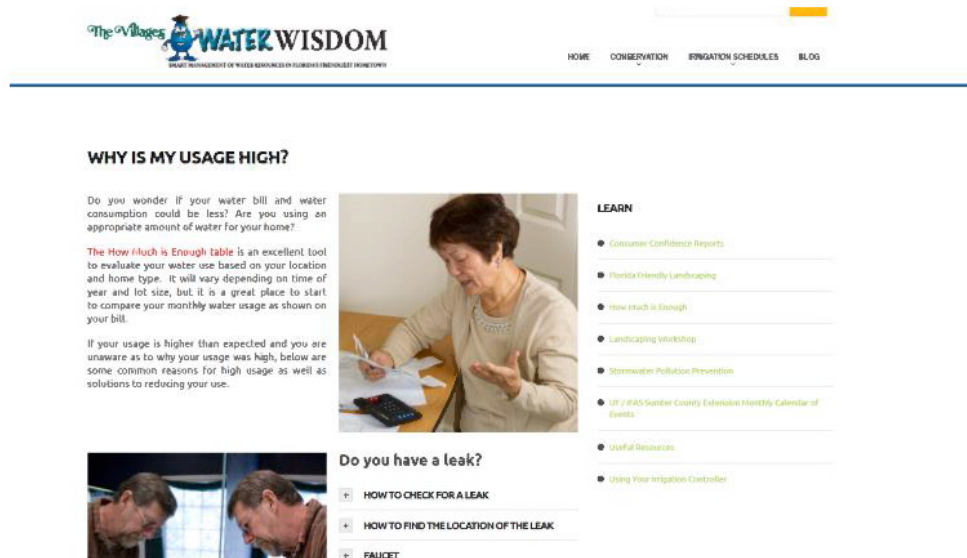 The Villages
WATER WISDOM
SMART MANAGEMENT OF WATER RESOURCES IN FLORIDA'S FRIENDLIEST HOMETOWN
HOME CONSERVATION IRRIGATION SCHEDULES BLOG
WHY IS MY USAGE HIGH?
Do you wonder if your water bill and water
consumption could be less? Are you using an
appropriate amount of water for your home?
The How Much is Enough table is an excellent tool
to evaluate your water use based on your location
and home type. It will vary depending on time of
year and lot size, but it is a great place to start
to compare your monthly water usage as shown on
your bill.
If your usage is higher than expected and you are
unaware as to why your usage was high, below are
some common reasons for high usage as well as
solutions to reducing your use.
Do you have a leak?
+ HOW TO CHECK FOR A LEAK
+ HOW TO FIND THE LOCATION OF THE LEAK
+ FAUCET
LEARN
Consumer Confidence Reports
Florida Friendly Landscaping
How Much is Enough
Landscaping Workshop
Stormwater Pollution Prevention
UF / IFAS Sumter County Extension Monthly Calendar of
Events
Useful Resources
Using Your Irrigation Controller